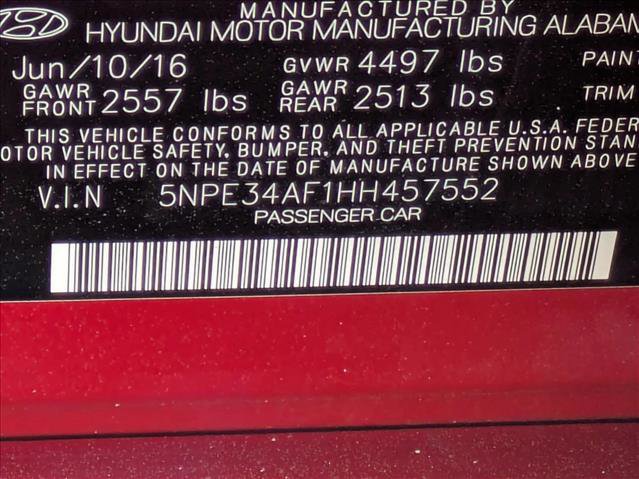 MANUFACTURED BY
HYUNDAI MOTOR MANUFACTURING ALABAN
Jun/10/16 GVWR 4497 lbs PAIN
GAWR FRONT 2557 lbs GAWR REAR 2513 lbs TRIM
THIS VEHICLE CONFORMS TO ALL APPLICABLE U.S.A. FEDER
OTOR VEHICLE SAFETY, BUMPER, AND THEFT PREVENTION STAN
IN EFFECT ON THE DATE OF MANUFACTURE SHOWN ABOVE
V.I.N 5NPE34AF1HH457552
PASSENGER CAR